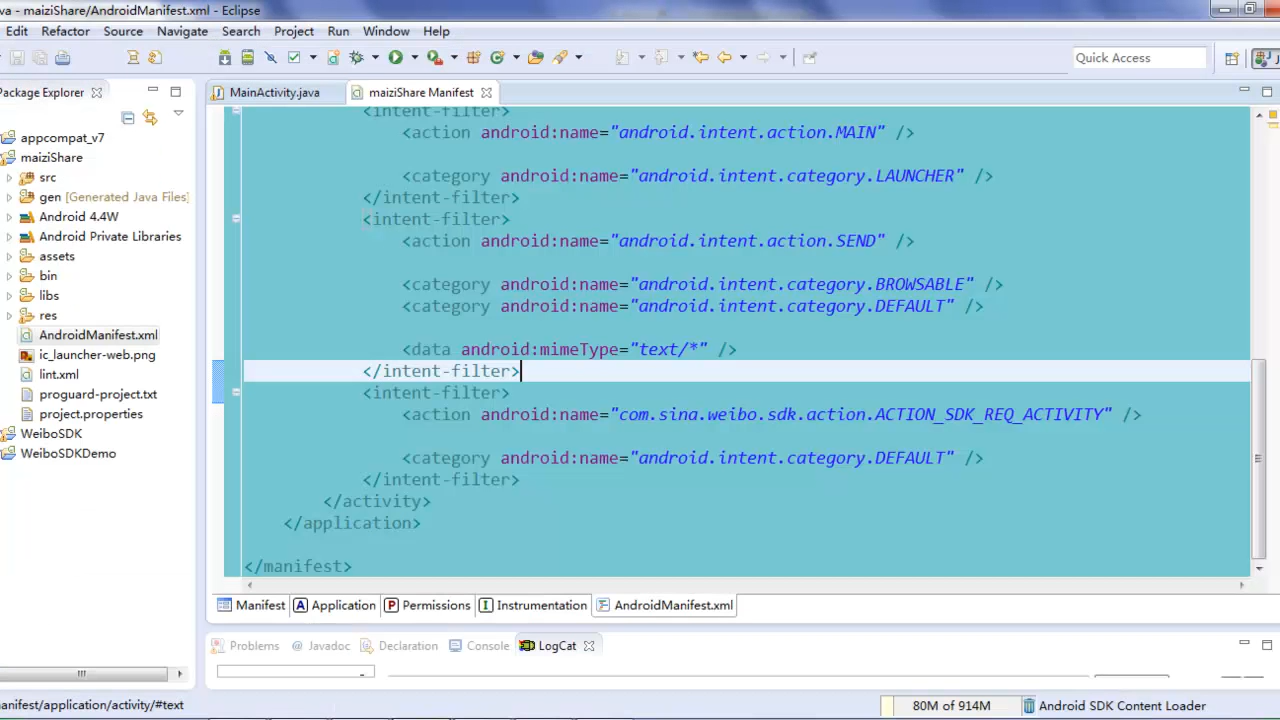 va - maiziShare/AndroidManifest.xml - Eclipse
Edit Refactor Source Navigate Search Project Run Window Help
Quick Access
Package Explorer
MainActivity.java
maiziShare Manifest
appcompat_v7
maiziShare
src
gen [Generated Java Files]
Android 4.4W
Android Private Libraries
assets
bin
libs
res
AndroidManifest.xml
ic_launcher-web.png
lint.xml
proguard-project.txt
project.properties
WeiboSDK
WeiboSDKDemo
<intent-filter>
<action android:name="android.intent.action.MAIN" />
<category android:name="android.intent.category.LAUNCHER" />
</intent-filter>
<intent-filter>
<action android:name="android.intent.action.SEND" />
<category android:name="android.intent.category.BROWSABLE" />
<category android:name="android.intent.category.DEFAULT" />
<data android:mimeType="text/*" />
</intent-filter>
<intent-filter>
<action android:name="com.sina.weibo.sdk.action.ACTION_SDK_REQ_ACTIVITY" />
<category android:name="android.intent.category.DEFAULT" />
</intent-filter>
</activity>
</application>
</manifest>
Manifest A Application P Permissions I Instrumentation AndroidManifest.xml
Problems @ Javadoc Declaration Console LogCat
anifest/application/activity/#text
80M of 914M
Android SDK Content Loader